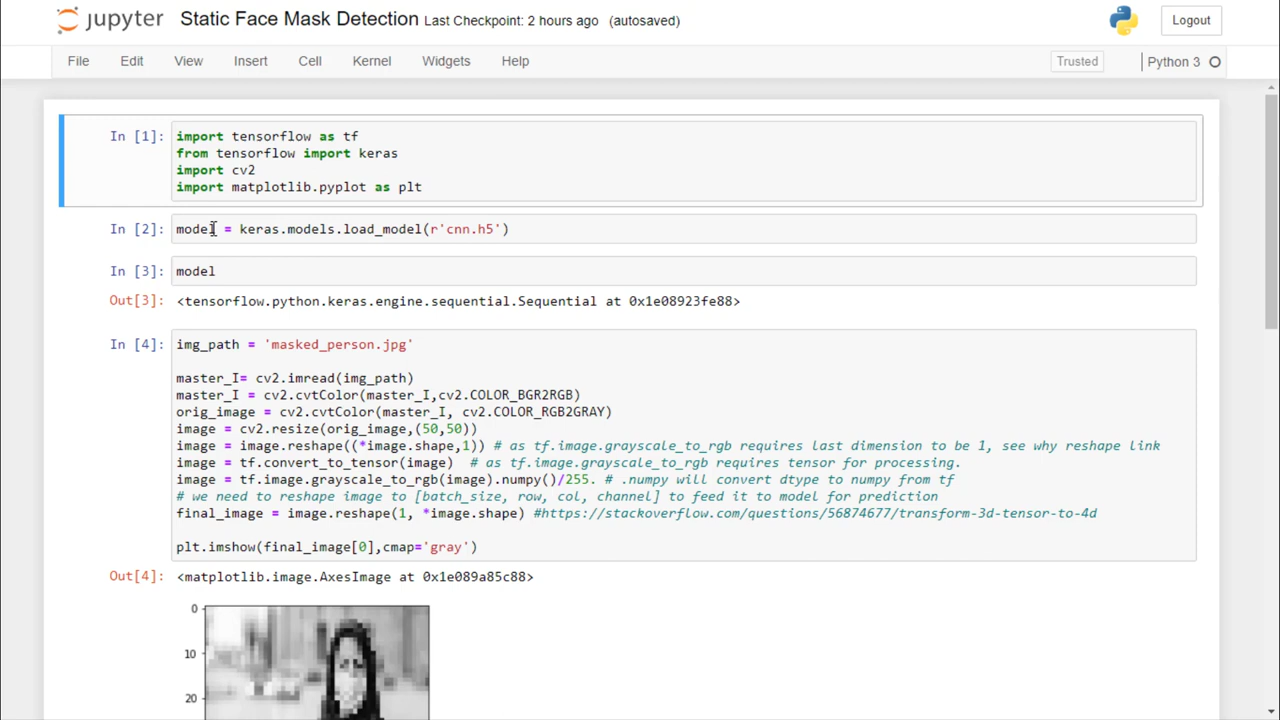 jupyter Static Face Mask Detection Last Checkpoint: 2 hours ago (autosaved) Logout
File Edit View Insert Cell Kernel Widgets Help Trusted Python 3
In [1]: import tensorflow as tf
from tensorflow import keras
import cv2
import matplotlib.pyplot as plt
In [2]: model = keras.models.load_model(r'cnn.h5')
In [3]: model
Out[3]: <tensorflow.python.keras.engine.sequential.Sequential at 0x1e08923fe88>
In [4]: img_path = 'masked_person.jpg'
master_I= cv2.imread(img_path)
master_I = cv2.cvtColor(master_I,cv2.COLOR_BGR2RGB)
orig_image = cv2.cvtColor(master_I, cv2.COLOR_RGB2GRAY)
image = cv2.resize(orig_image,(50,50))
image = image.reshape((*image.shape,1)) # as tf.image.grayscale_to_rgb requires last dimension to be 1, see why reshape link
image = tf.convert_to_tensor(image)  # as tf.image.grayscale_to_rgb requires tensor for processing.
image = tf.image.grayscale_to_rgb(image).numpy()/255. # .numpy will convert dtype to numpy from tf
# we need to reshape image to [batch_size, row, col, channel] to feed it to model for prediction
final_image = image.reshape(1, *image.shape) #https://stackoverflow.com/questions/56874677/transform-3d-tensor-to-4d
plt.imshow(final_image[0],cmap='gray')
Out[4]: <matplotlib.image.AxesImage at 0x1e089a85c88>
0
10
20